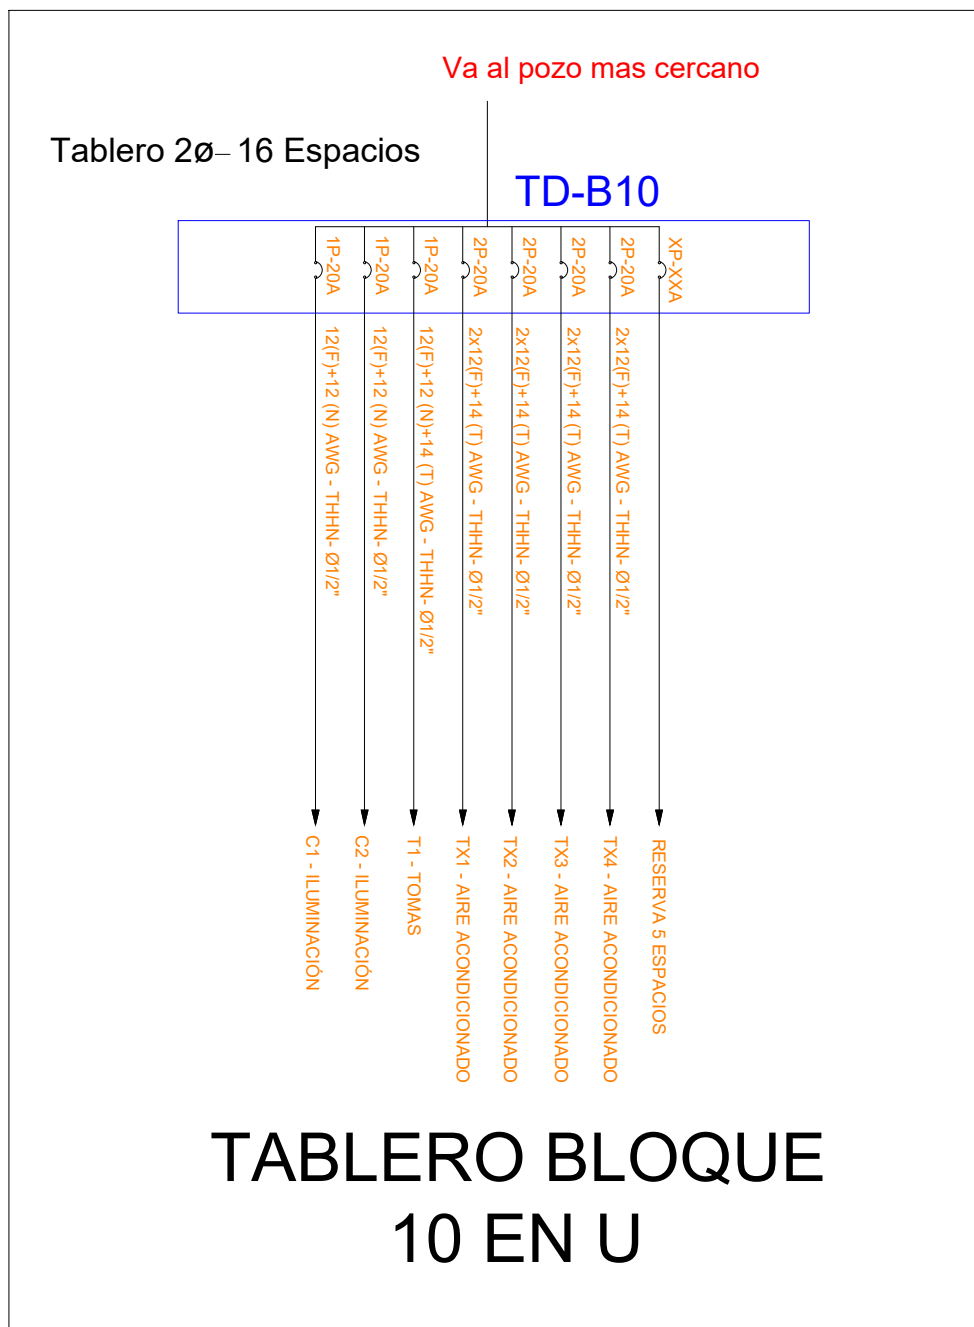 Va al pozo mas cercano
Tablero 2ø– 16 Espacios
TD-B10
1P-20A
1P-20A
1P-20A
2P-20A
2P-20A
2P-20A
2P-20A
XP-XXA
12(F)+12 (N) AWG - THHN- Ø1/2"
12(F)+12 (N) AWG - THHN- Ø1/2"
12(F)+12 (N)+14 (T) AWG - THHN- Ø1/2"
2x12(F)+14 (T) AWG - THHN- Ø1/2"
2x12(F)+14 (T) AWG - THHN- Ø1/2"
2x12(F)+14 (T) AWG - THHN- Ø1/2"
2x12(F)+14 (T) AWG - THHN- Ø1/2"
C1 - ILUMINACIÓN
C2 - ILUMINACIÓN
T1 - TOMAS
TX1 - AIRE ACONDICIONADO
TX2 - AIRE ACONDICIONADO
TX3 - AIRE ACONDICIONADO
TX4 - AIRE ACONDICIONADO
RESERVA 5 ESPACIOS
TABLERO BLOQUE
10 EN U